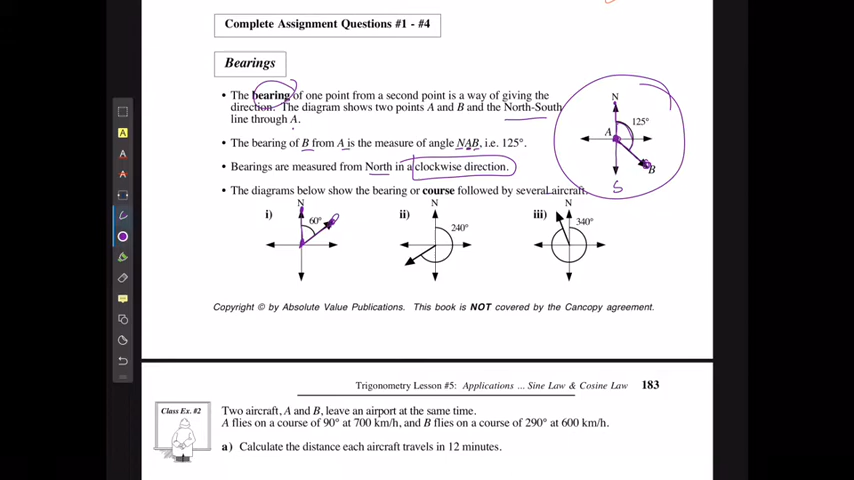 Complete Assignment Questions #1 - #4
Bearings
• The bearing of one point from a second point is a way of giving the
direction. The diagram shows two points A and B and the North-South
line through A.
• The bearing of B from A is the measure of angle NAB, i.e. 125°.
• Bearings are measured from North in a clockwise direction.
• The diagrams below show the bearing or course followed by several aircraft.
N
125°
A
B
S
i)
N
60°
ii)
N
240°
iii)
N
340°
Copyright © by Absolute Value Publications. This book is NOT covered by the Cancopy agreement.
Trigonometry Lesson #5: Applications ... Sine Law & Cosine Law 183
Class Ex. #2
Two aircraft, A and B, leave an airport at the same time.
A flies on a course of 90° at 700 km/h, and B flies on a course of 290° at 600 km/h.
a) Calculate the distance each aircraft travels in 12 minutes.
A
A
A